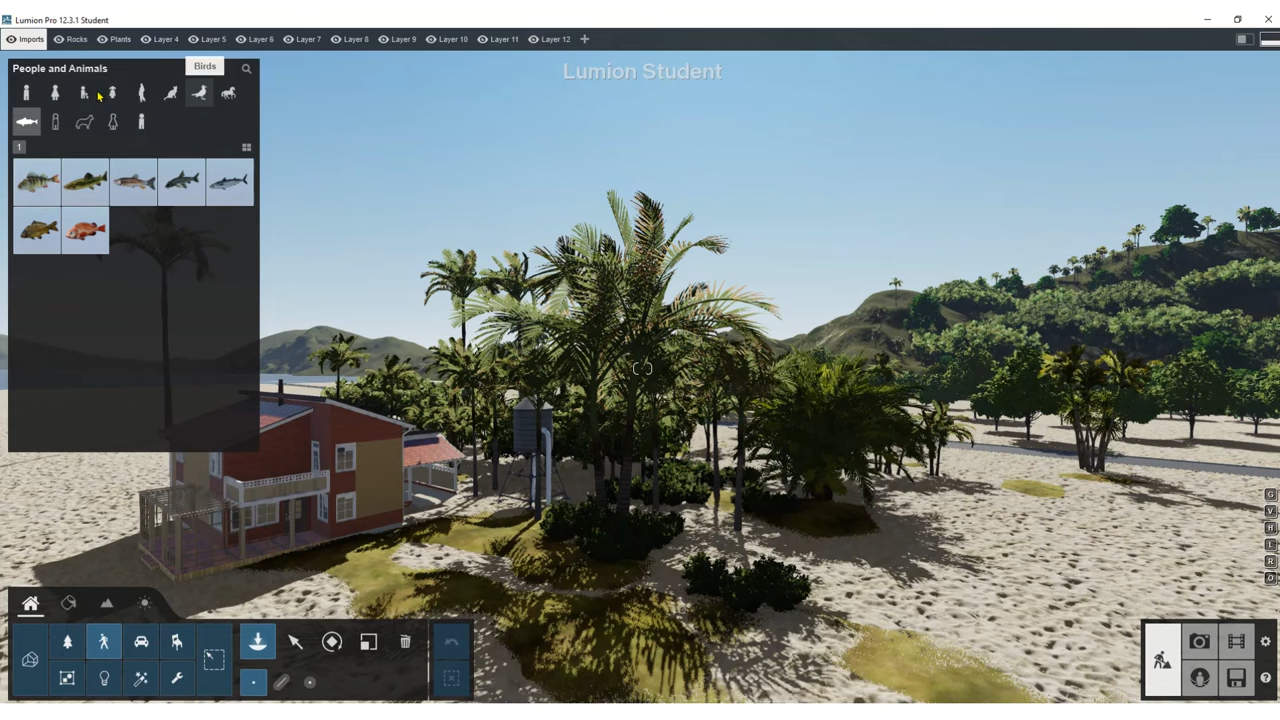 Lumion Pro 12.3.1 Student
Imports Rocks Plants Layer 4 Layer 5 Layer 6 Layer 7 Layer 8 Layer 9 Layer 10 Layer 11 Layer 12
People and Animals
Birds
Lumion Student
1
G
V
H
R
O